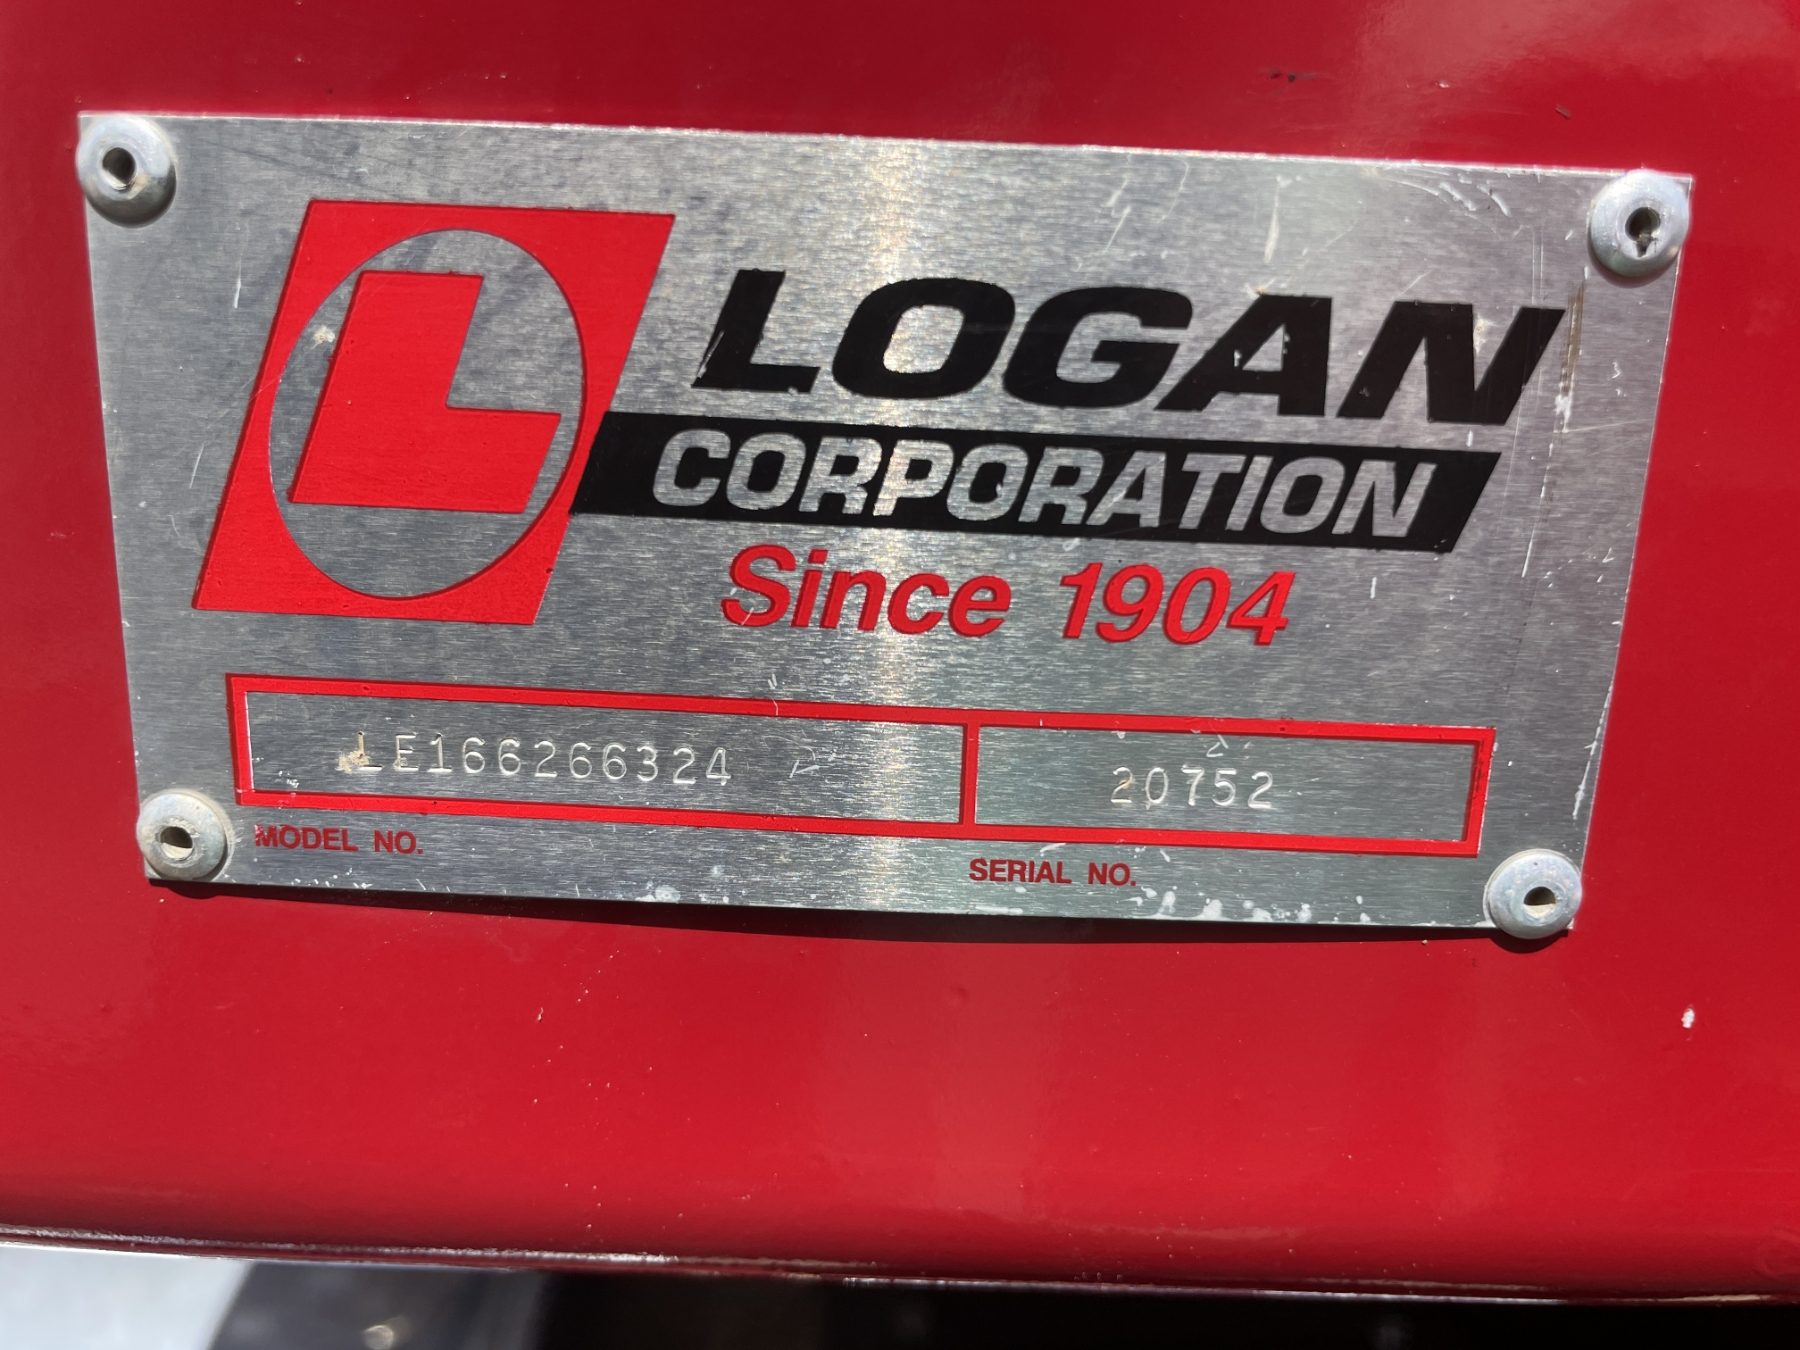 L
LOGAN
CORPORATION
Since 1904
LE166266324
20752
MODEL NO.
SERIAL NO.